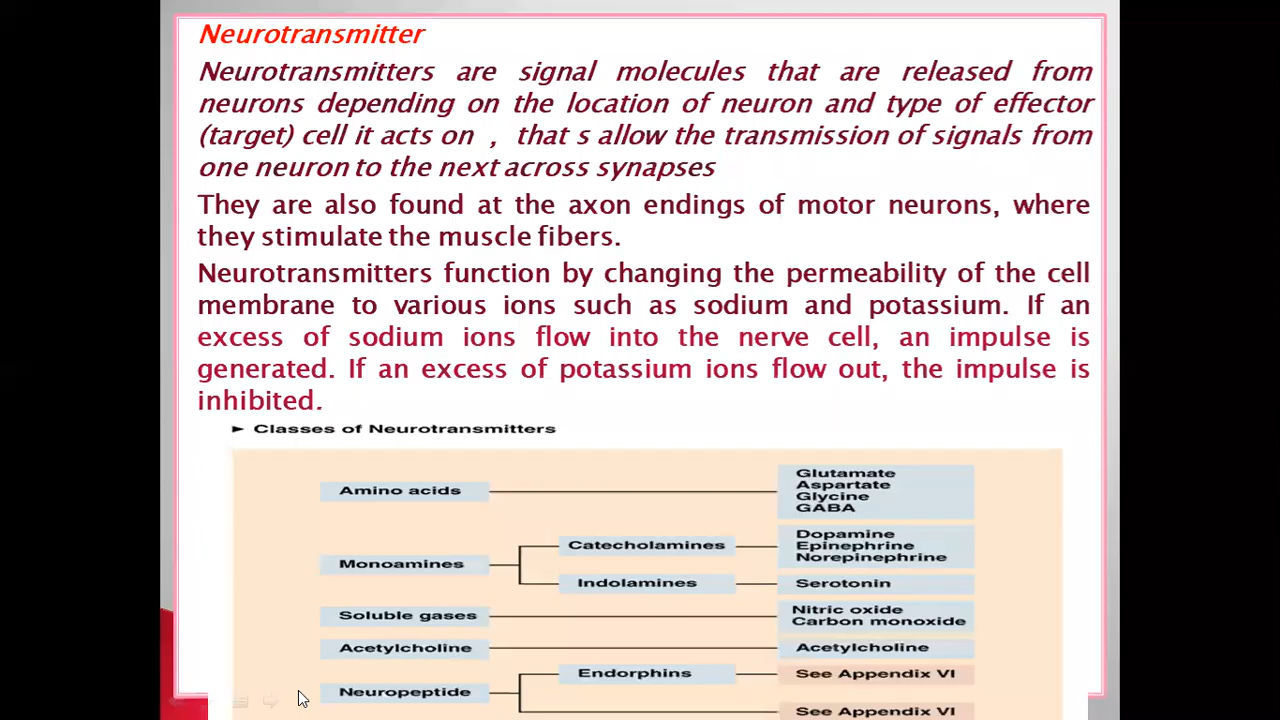 Neurotransmitter
Neurotransmitters are signal molecules that are released from
neurons depending on the location of neuron and type of effector
(target) cell it acts on , that s allow the transmission of signals from
one neuron to the next across synapses
They are also found at the axon endings of motor neurons, where
they stimulate the muscle fibers.
Neurotransmitters function by changing the permeability of the cell
membrane to various ions such as sodium and potassium. If an
excess of sodium ions flow into the nerve cell, an impulse is
generated. If an excess of potassium ions flow out, the impulse is
inhibited.
► Classes of Neurotransmitters
Amino acids
Glutamate
Aspartate
Glycine
GABA
Monoamines
Catecholamines
Dopamine
Epinephrine
Norepinephrine
Indolamines
Serotonin
Soluble gases
Nitric oxide
Carbon monoxide
Acetylcholine
Acetylcholine
Neuropeptide
Endorphins
See Appendix VI
See Appendix VI